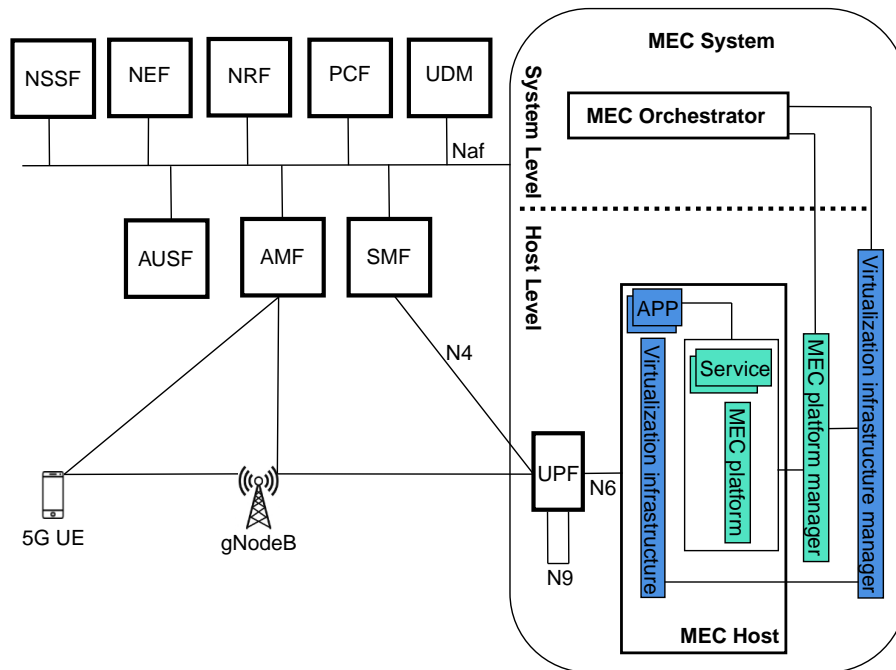 MEC System
NSSF
NEF
NRF
PCF
UDM
System Level
MEC Orchestrator
Naf
AUSF
AMF
SMF
Host Level
APP
N4
Service
Virtualization infrastructure
MEC platform
MEC platform manager
Virtualization infrastructure manager
UPF
N6
5G UE
gNodeB
N9
MEC Host